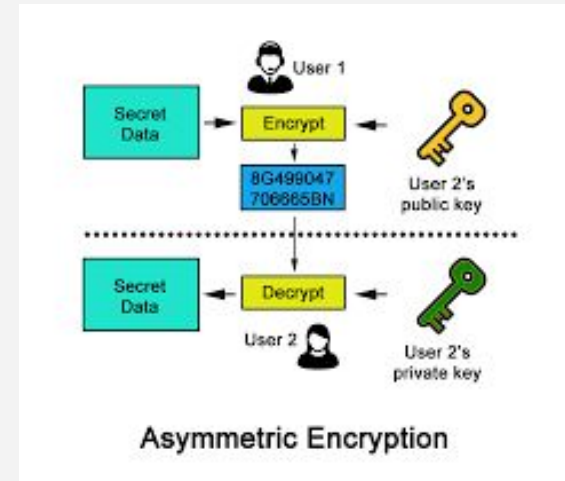 User 1
Secret
Data
Encrypt
8G499047
706665BN
User 2's
public key
Secret
Data
Decrypt
User 2
User 2's
private key
Asymmetric Encryption